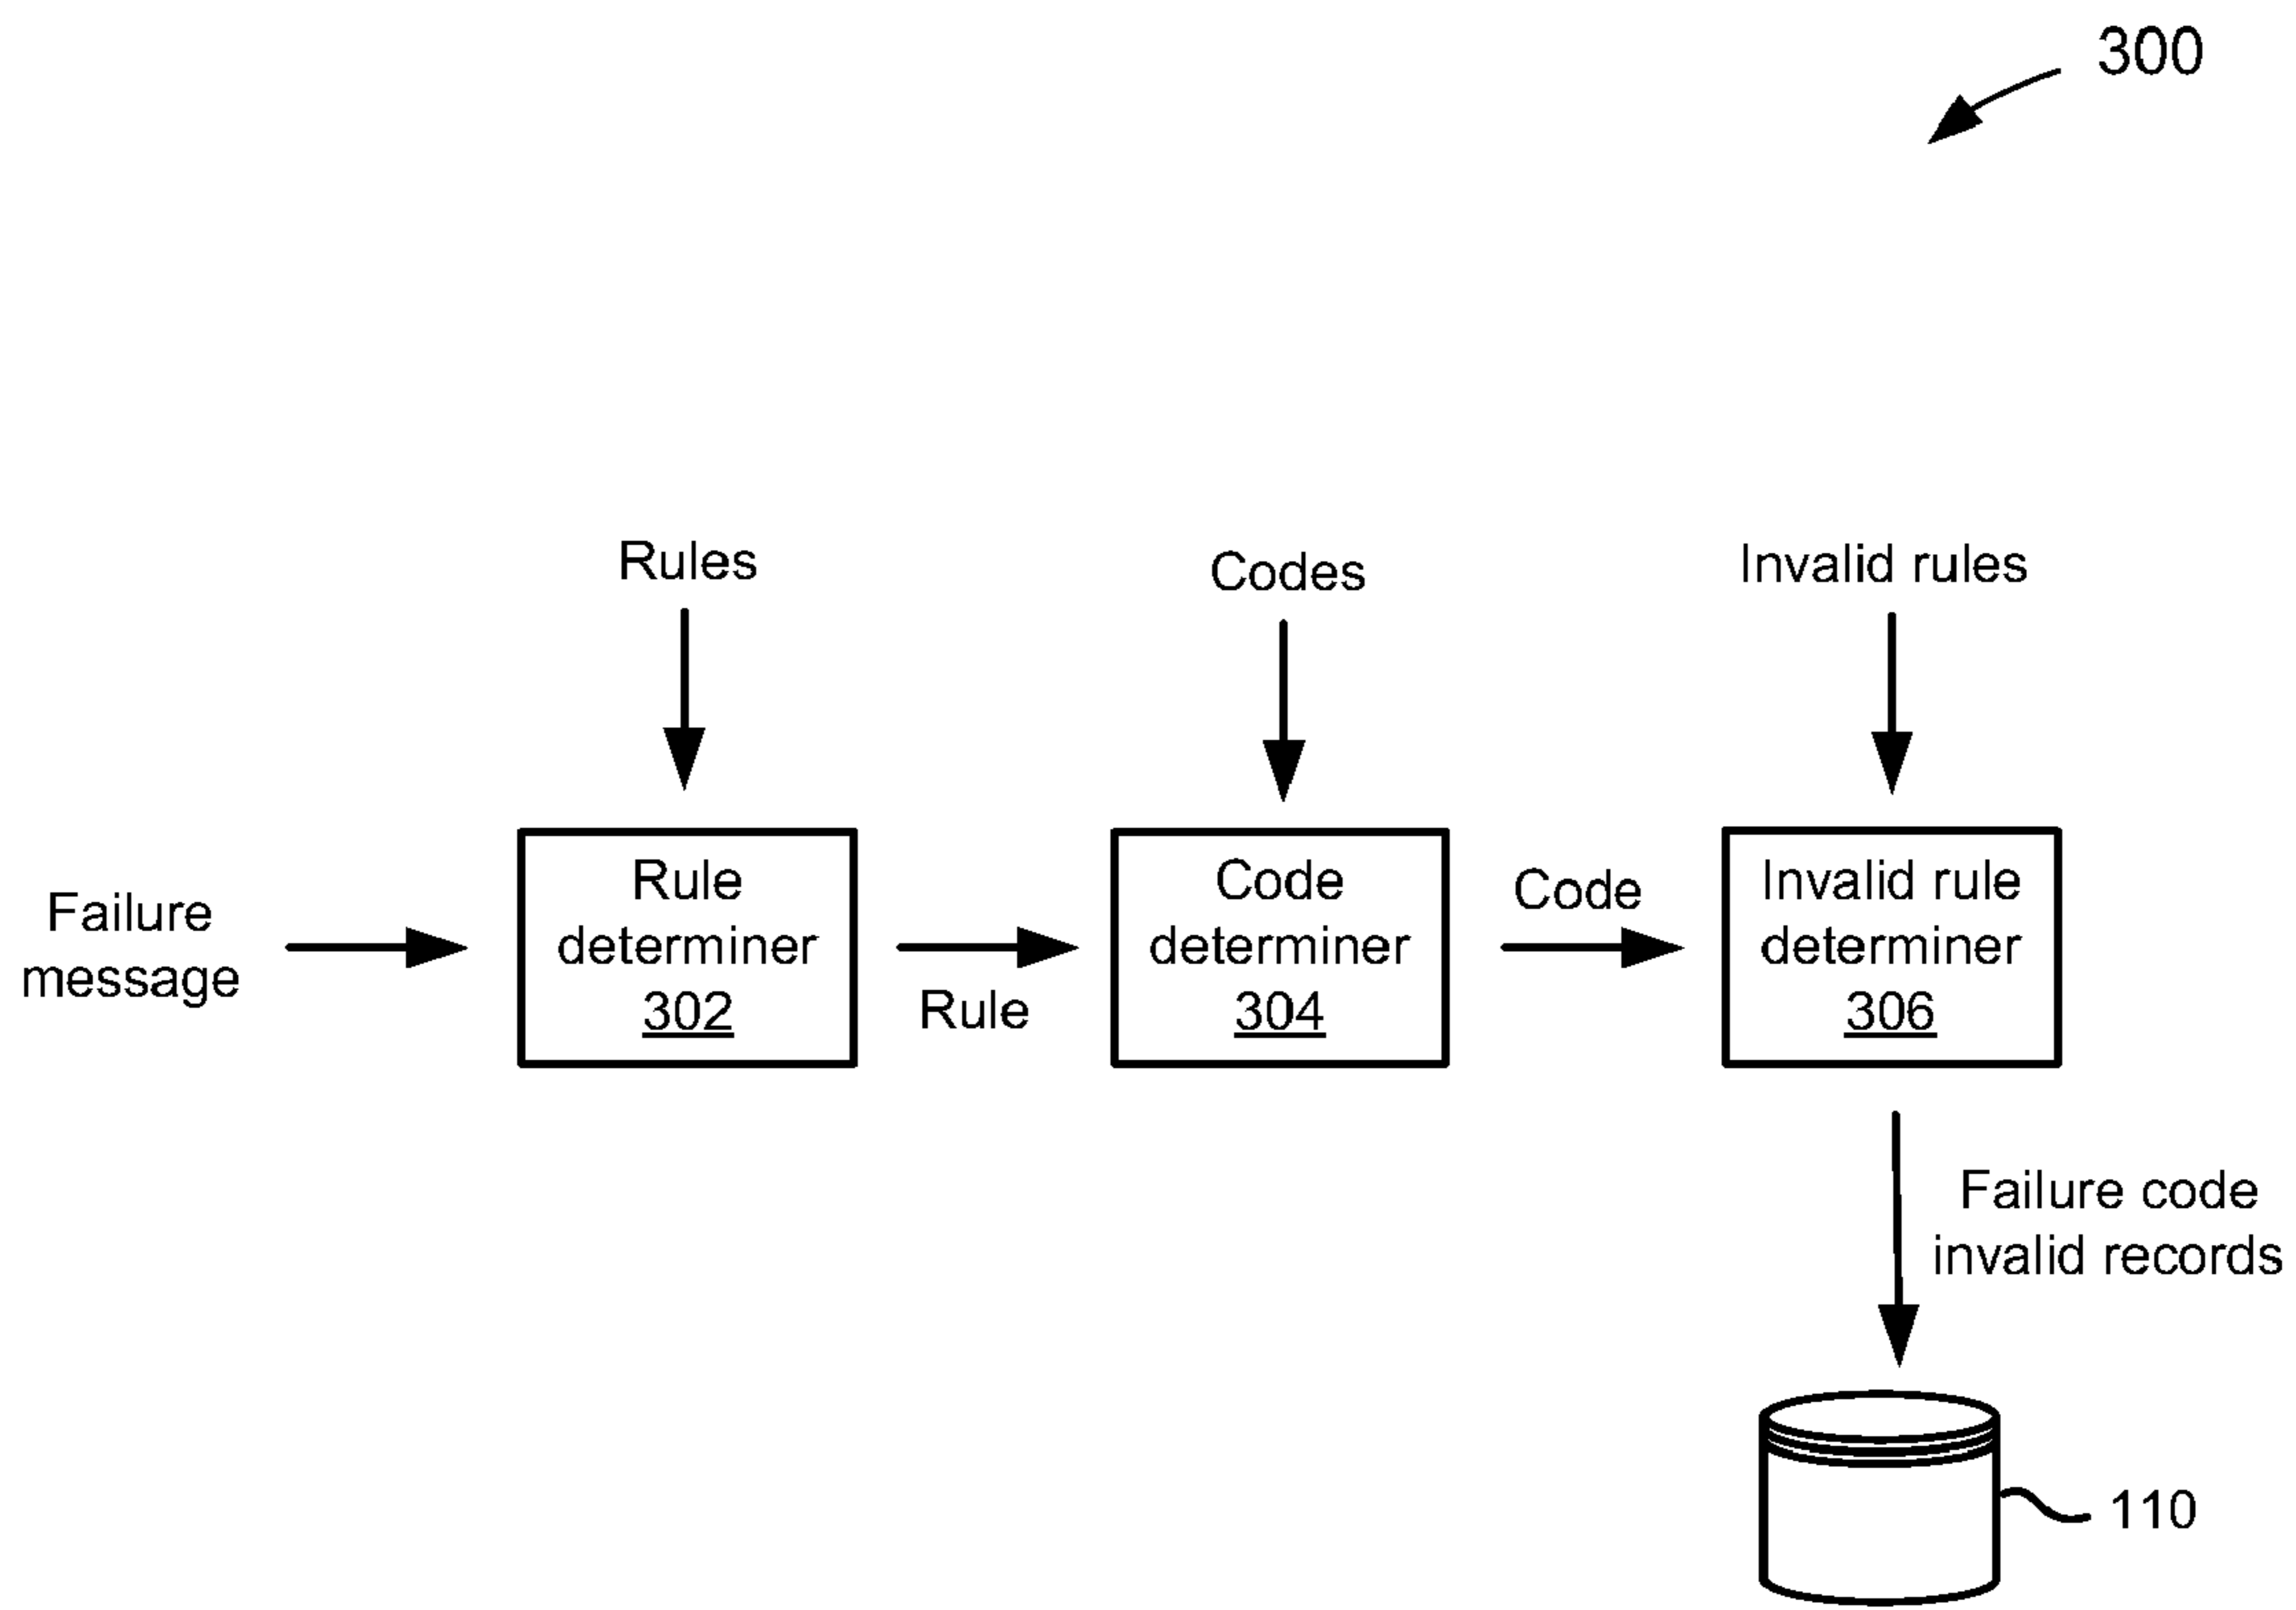 300
Rules
Codes
Invalid rules
Failure
message
Rule
determiner
302
Rule
Code
determiner
304
Code
Invalid rule
determiner
306
Failure code
invalid records
110